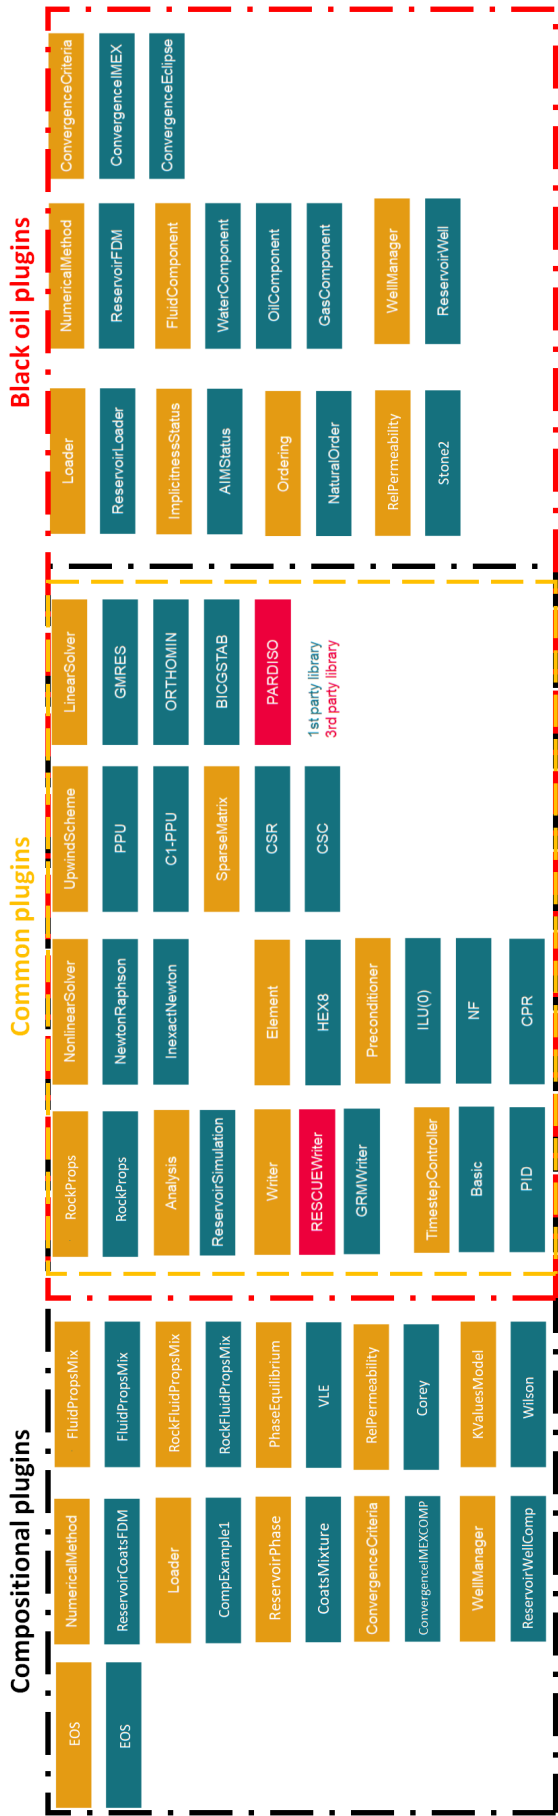 Compositional plugins
EOS
EOS
NumericalMethod
ReservoirCoatsFDM
Loader
CompExample1
ReservoirPhase
CoatsMixture
ConvergenceCriteria
ConvergenceIMEXCOMP
WellManager
ReservoirWellComp
FluidPropsMix
FluidPropsMix
RockFluidPropsMix
RockFluidPropsMix
PhaseEquilibrium
VLE
RelPermeability
Corey
KValuesModel
Wilson
Common plugins
RockProps
RockProps
Analysis
ReservoirSimulation
Writer
RESCUEWriter
GRMWriter
TimestepController
Basic
PID
NonlinearSolver
NewtonRaphson
InexactNewton
Element
HEX8
Preconditioner
ILU(0)
NF
CPR
UpwindScheme
PPU
C1-PPU
SparseMatrix
CSR
CSC
LinearSolver
GMRES
ORTHOMIN
BICGSTAB
PARDISO
1st party library
3rd party library
Black oil plugins
Loader
ReservoirLoader
ImplicitnessStatus
AIMStatus
Ordering
NaturalOrder
RelPermeability
Stone2
NumericalMethod
ReservoirFDM
FluidComponent
WaterComponent
OilComponent
GasComponent
WellManager
ReservoirWell
ConvergenceCriteria
ConvergenceIMEX
ConvergenceEclipse